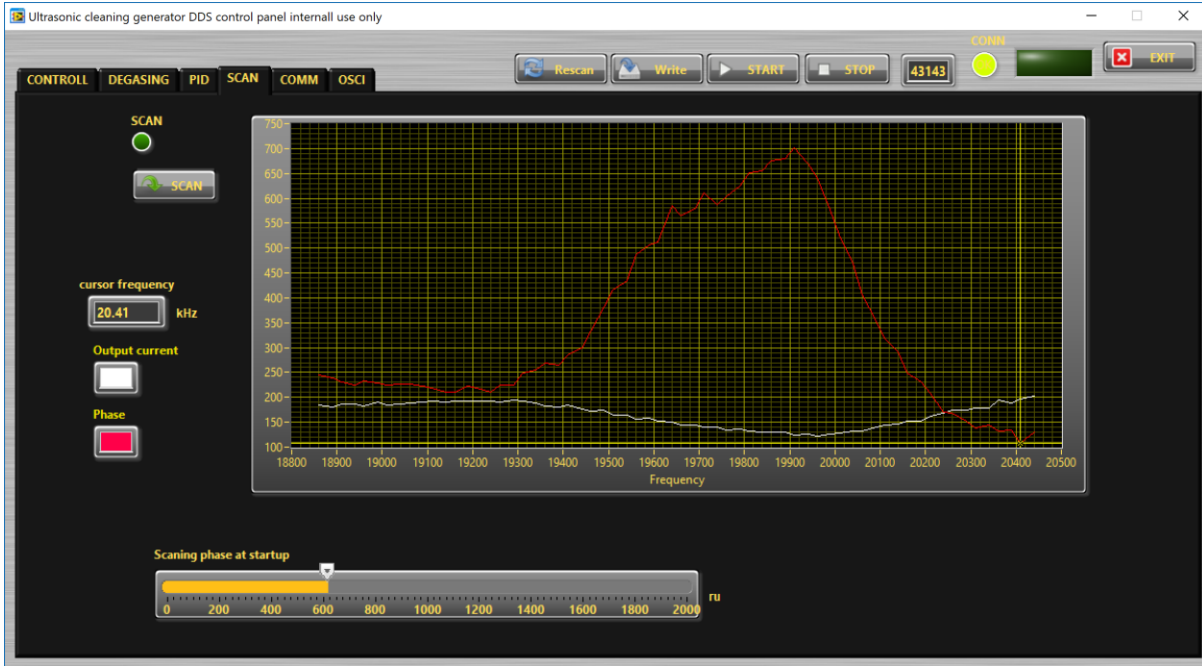 Ultrasonic cleaning generator DDS control panel internall use only
CONN
Rescan Write START STOP 43143 EXIT
CONTROLL DEGASING PID SCAN COMM OSCI
SCAN
SCAN
cursor frequency
20.41 kHz
Output current
Phase
750
700
650
600
550
500
450
400
350
300
250
200
150
100
18800 18900 19000 19100 19200 19300 19400 19500 19600 19700 19800 19900 20000 20100 20200 20300 20400 20500
Frequency
Scaning phase at startup
0 200 400 600 800 1000 1200 1400 1600 1800 2000 ru